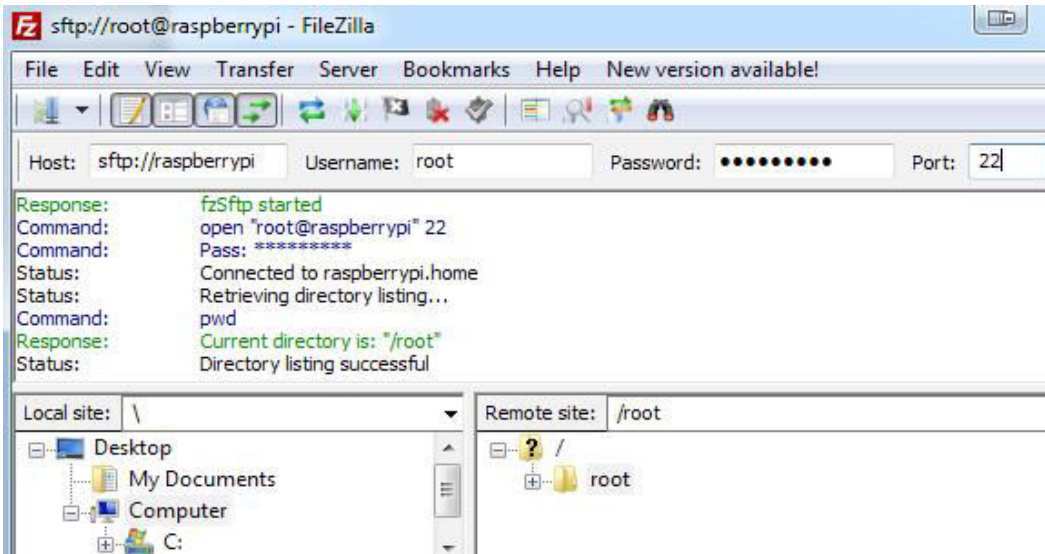 sftp://root@raspberrypi - FileZilla
File Edit View Transfer Server Bookmarks Help New version available!
Host: sftp://raspberrypi Username: root Password: ●●●●●●●●● Port: 22
Response: fzSftp started
Command: open "root@raspberrypi" 22
Command: Pass: *********
Status: Connected to raspberrypi.home
Status: Retrieving directory listing...
Command: pwd
Response: Current directory is: "/root"
Status: Directory listing successful
Local site: \ Remote site: /root
Desktop ? /
My Documents root
Computer
C: